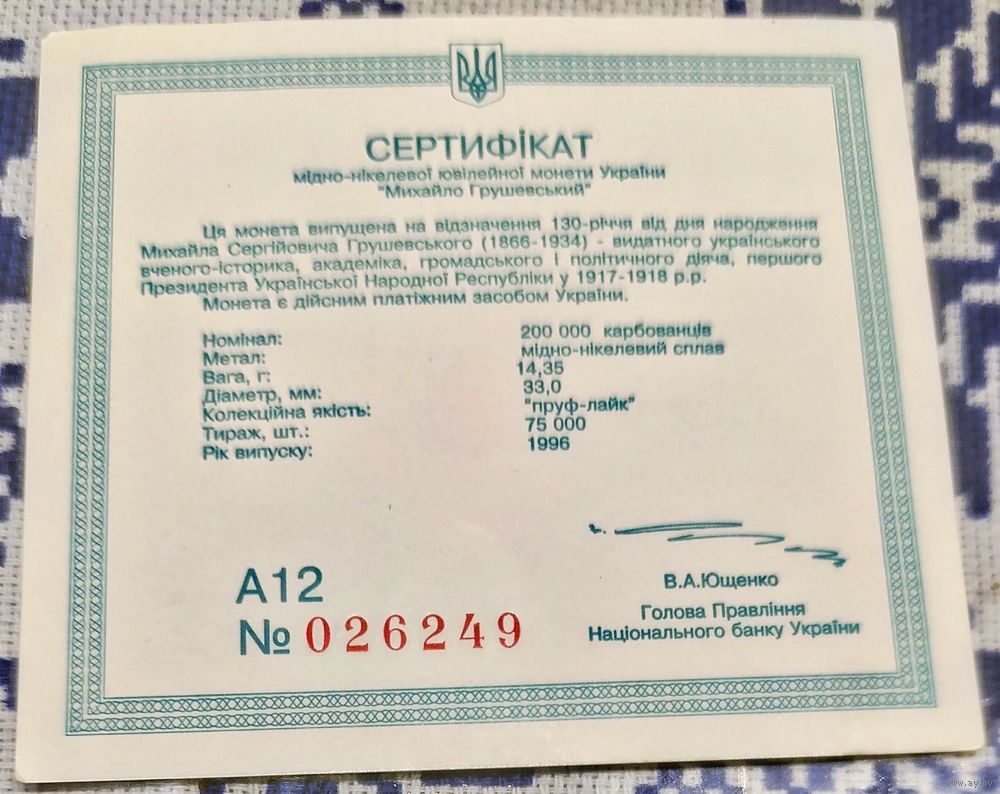 СЕРТИФІКАТ
мідно-нікелевої ювілейної монети України
"Михайло Грушевський"
Ця монета випущена на відзначення 130-річчя від дня народження
Михайла Сергійовича Грушевського (1866-1934) - видатного українського
вченого-історика, академіка, громадського і політичного діяча, першого
Президента Української Народної Республіки у 1917-1918 р.р.
Монета є дійсним платіжним засобом України.
Номінал: 200 000 карбованців
Метал: мідно-нікелевий сплав
Вага, г: 14,35
Діаметр, мм: 33,0
Колекційна якість: "пруф-лайк"
Тираж, шт.: 75 000
Рік випуску: 1996
А12
№ 026249
В.А.Ющенко
Голова Правління
Національного банку України